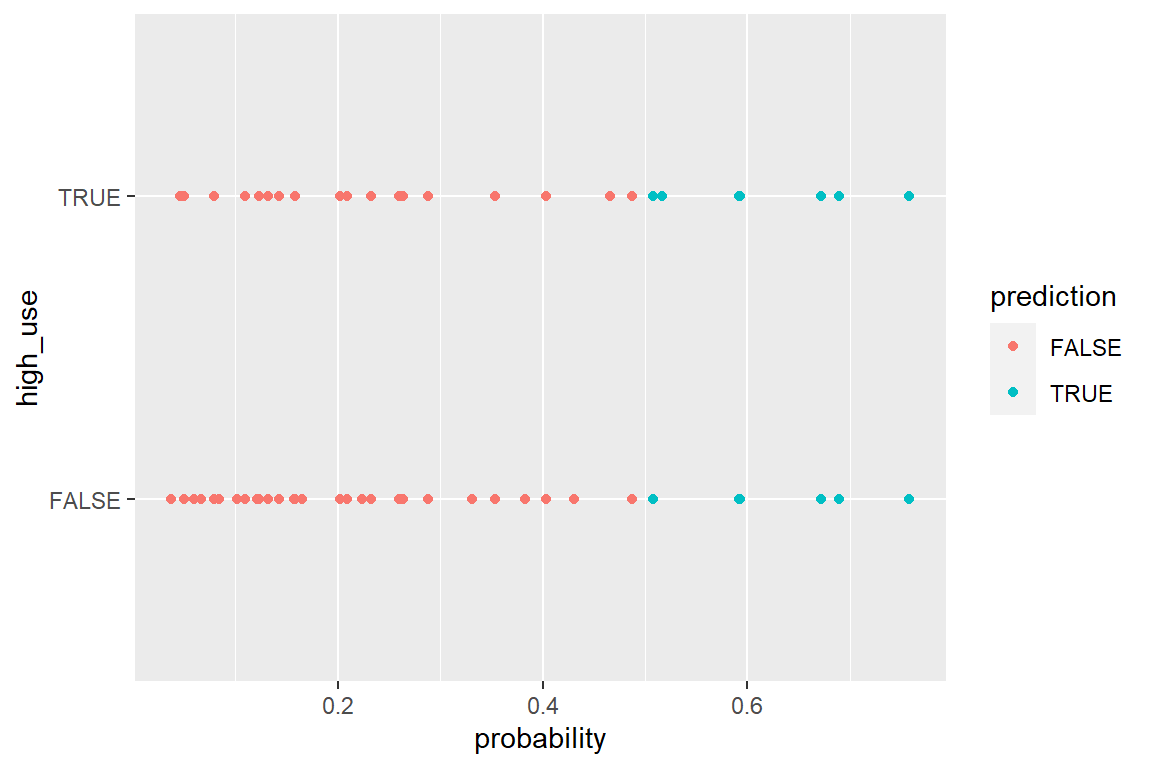 TRUE
FALSE
high_use
0.2 0.4 0.6
probability
prediction
FALSE
TRUE